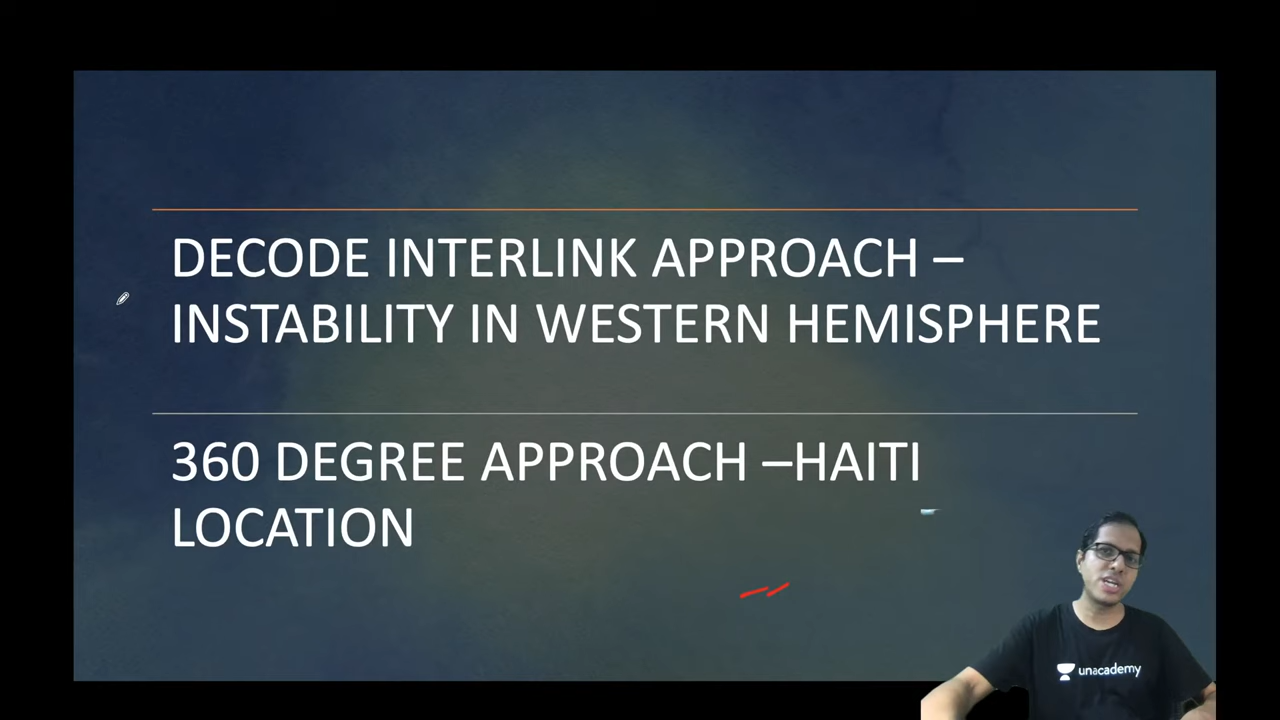 DECODE INTERLINK APPROACH –
INSTABILITY IN WESTERN HEMISPHERE
360 DEGREE APPROACH –HAITI
LOCATION
unacademy